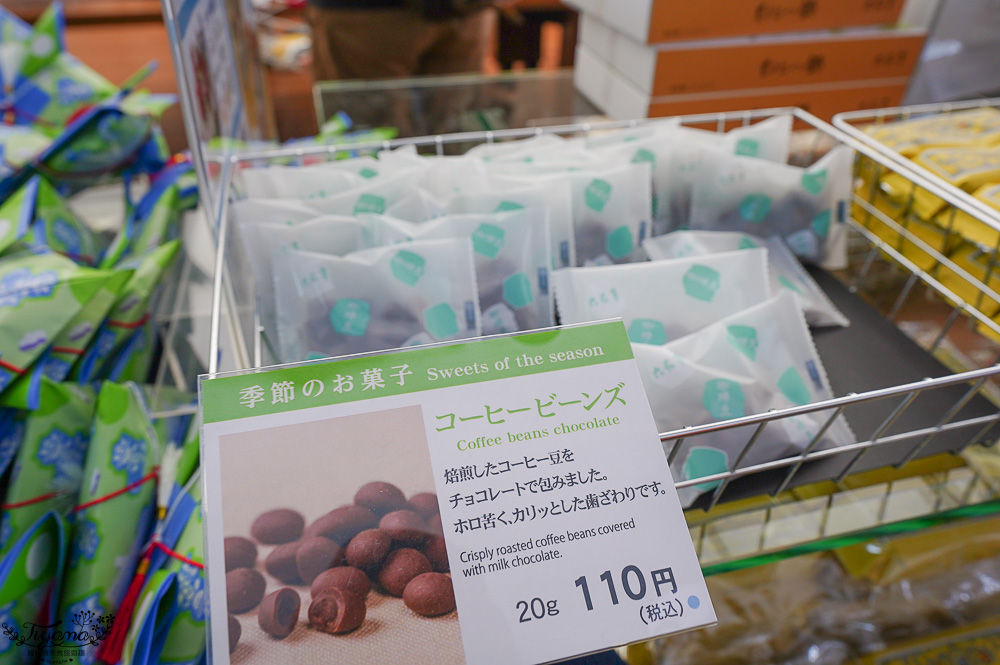 季節のお菓子 Sweets of the season
コーヒービーンズ
Coffee beans chocolate
焙煎したコーヒー豆を
チョコレートで包みました。
ホロ苦く、カリッとした歯ざわりです。
Crisply roasted coffee beans covered
with milk chocolate.
20g 110円
(税込)
Tiyama